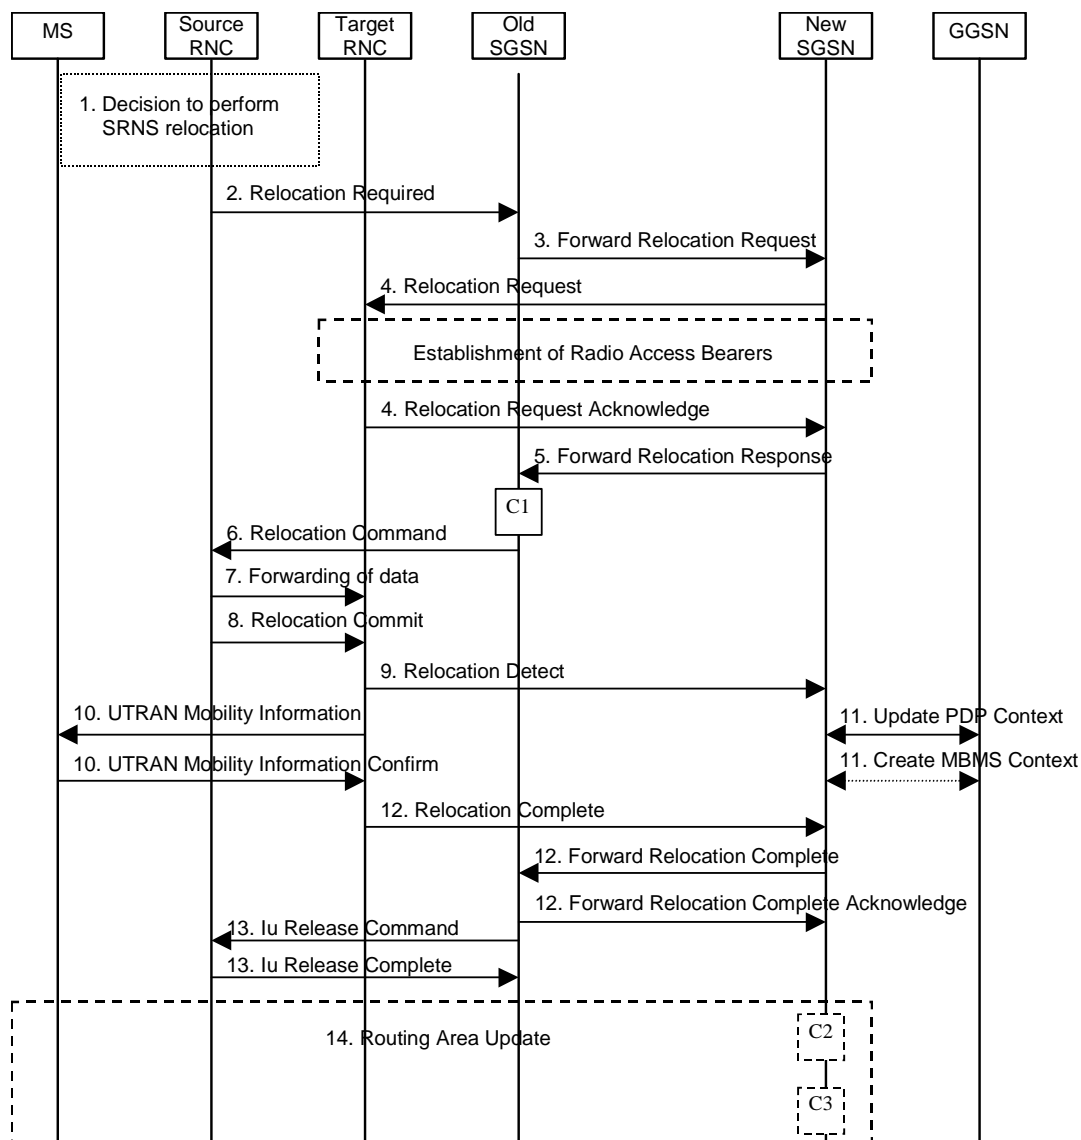 MS
Source
RNC
Target
RNC
Old
SGSN
New
SGSN
GGSN
1. Decision to perform
SRNS relocation
2. Relocation Required
3. Forward Relocation Request
4. Relocation Request
Establishment of Radio Access Bearers
4. Relocation Request Acknowledge
5. Forward Relocation Response
C1
6. Relocation Command
7. Forwarding of data
8. Relocation Commit
9. Relocation Detect
10. UTRAN Mobility Information
11. Update PDP Context
10. UTRAN Mobility Information Confirm
11. Create MBMS Context
12. Relocation Complete
12. Forward Relocation Complete
12. Forward Relocation Complete Acknowledge
13. Iu Release Command
13. Iu Release Complete
14. Routing Area Update
C2
C3